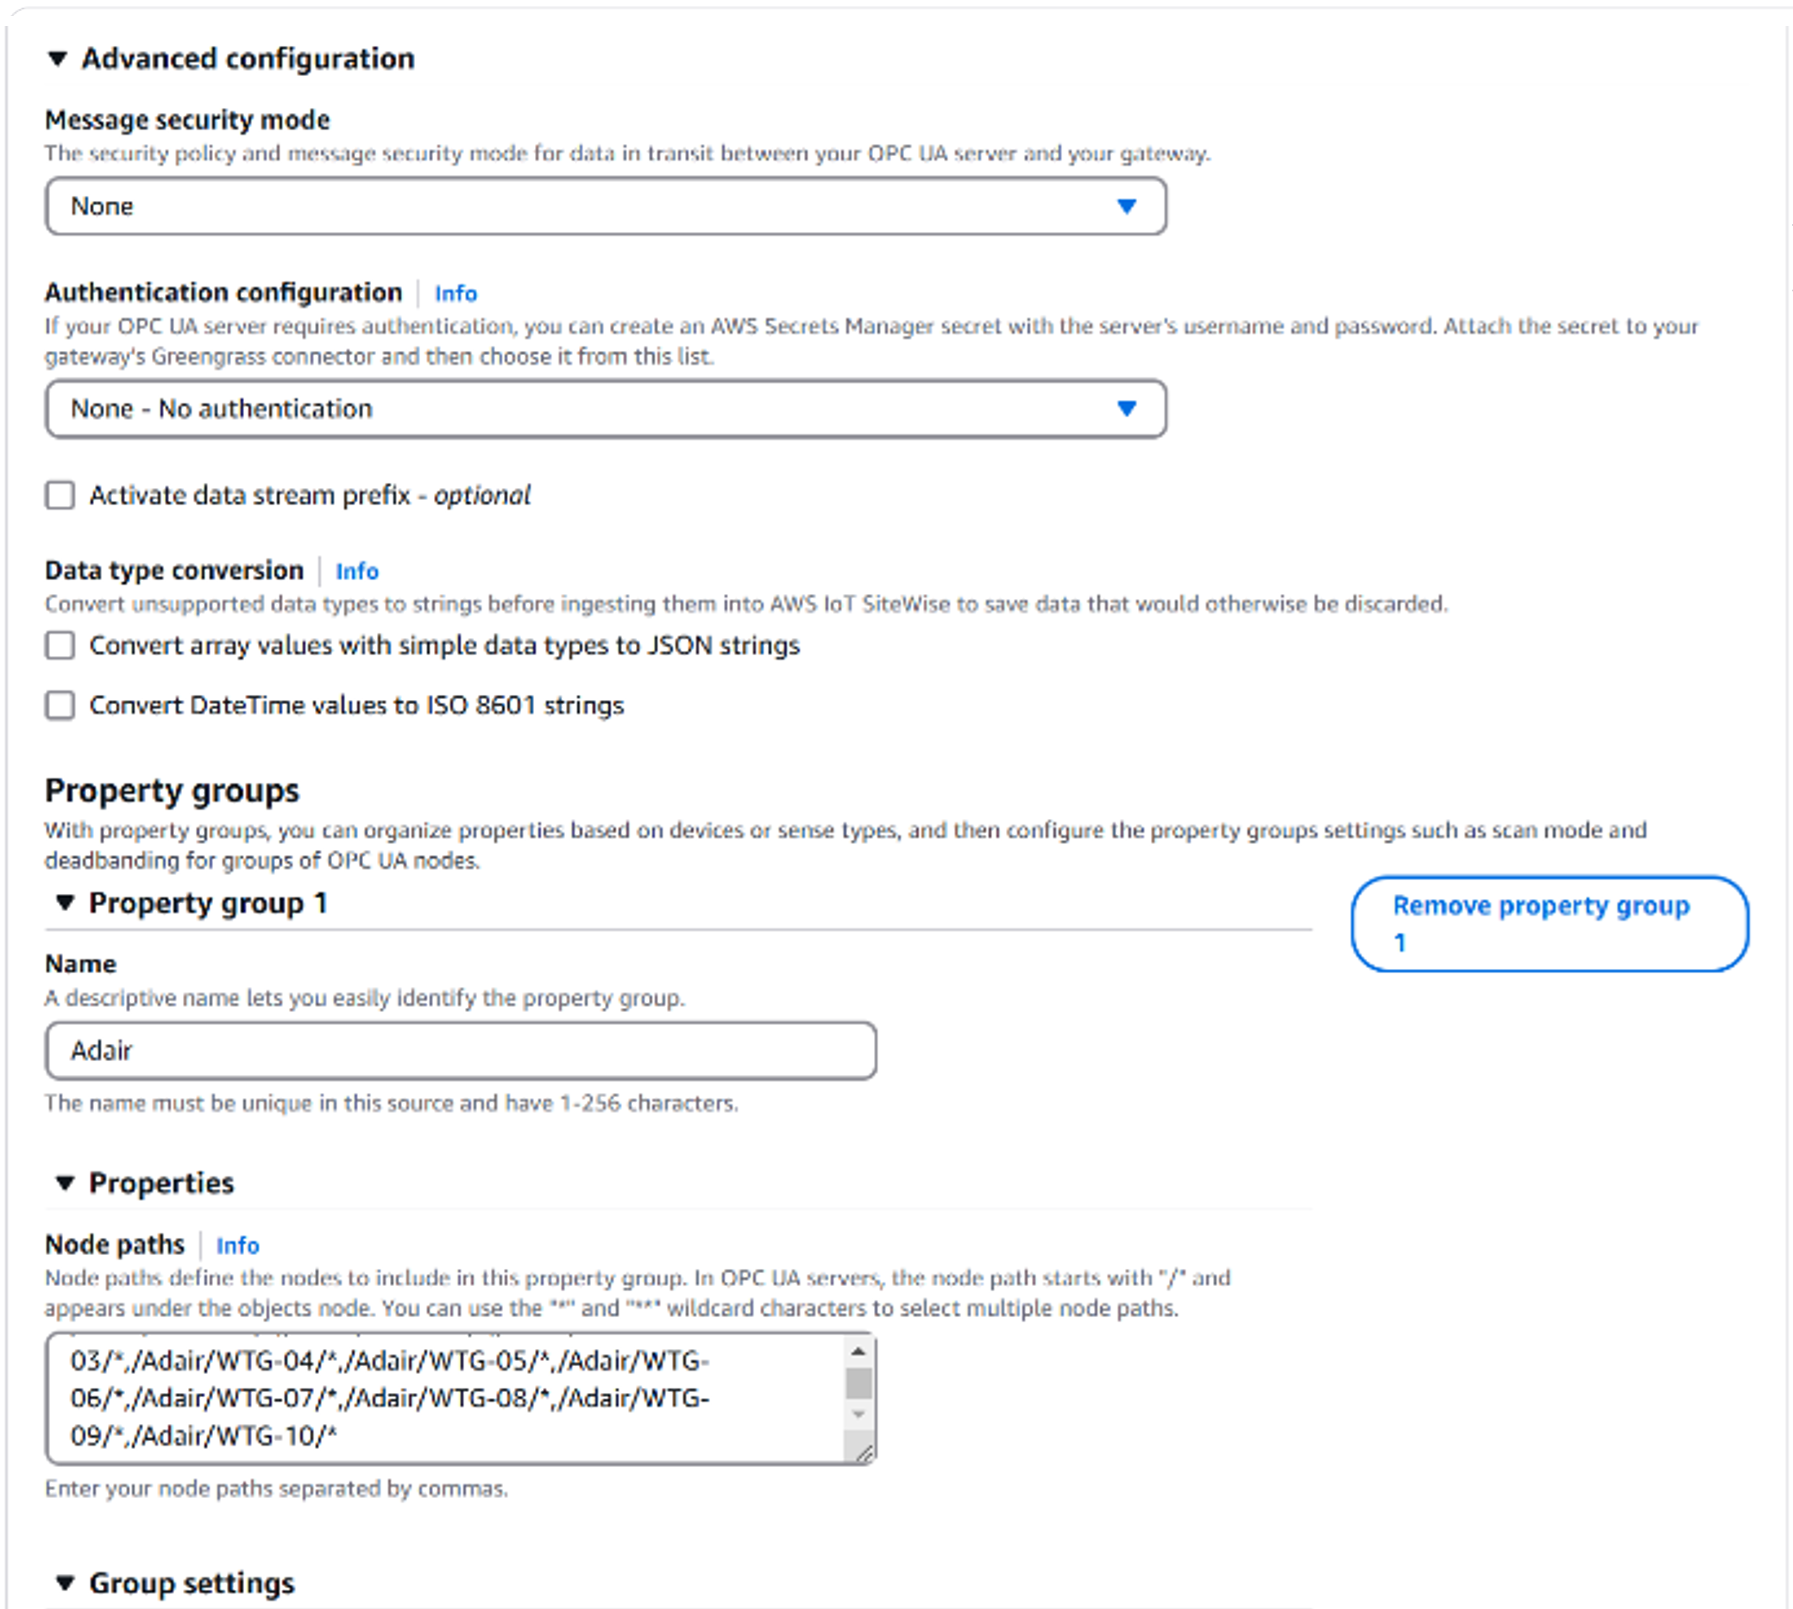 Advanced configuration
Message security mode
The security policy and message security mode for data in transit between your OPC UA server and your gateway.
None
Authentication configuration Info
If your OPC UA server requires authentication, you can create an AWS Secrets Manager secret with the server's username and password. Attach the secret to your
gateway's Greengrass connector and then choose it from this list.
None - No authentication
Activate data stream prefix - optional
Data type conversion Info
Convert unsupported data types to strings before ingesting them into AWS IoT SiteWise to save data that would otherwise be discarded.
Convert array values with simple data types to JSON strings
Convert DateTime values to ISO 8601 strings
Property groups
With property groups, you can organize properties based on devices or sense types, and then configure the property groups settings such as scan mode and
deadbanding for groups of OPC UA nodes.
Property group 1
Remove property group
1
Name
A descriptive name lets you easily identify the property group.
Adair
The name must be unique in this source and have 1-256 characters.
Properties
Node paths Info
Node paths define the nodes to include in this property group. In OPC UA servers, the node path starts with "/" and
appears under the objects node. You can use the "*" and "**" wildcard characters to select multiple node paths.
03/*,/Adair/WTG-04/*,/Adair/WTG-05/*,/Adair/WTG-
06/*,/Adair/WTG-07/*,/Adair/WTG-08/*,/Adair/WTG-
09/*,/Adair/WTG-10/*
Enter your node paths separated by commas.
Group settings